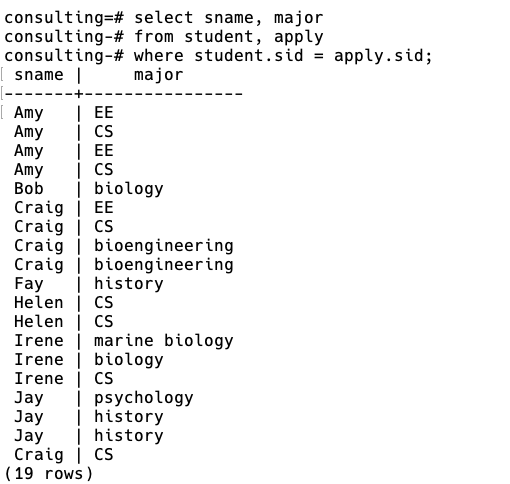 consulting=# select sname, major
consulting-# from student, apply
consulting-# where student.sid = apply.sid;
 sname |     major
-------+----------------
 Amy   | EE
 Amy   | CS
 Amy   | EE
 Amy   | CS
 Bob   | biology
 Craig | EE
 Craig | CS
 Craig | bioengineering
 Craig | bioengineering
 Fay   | history
 Helen | CS
 Helen | CS
 Irene | marine biology
 Irene | biology
 Irene | CS
 Jay   | psychology
 Jay   | history
 Jay   | history
 Craig | CS
(19 rows)